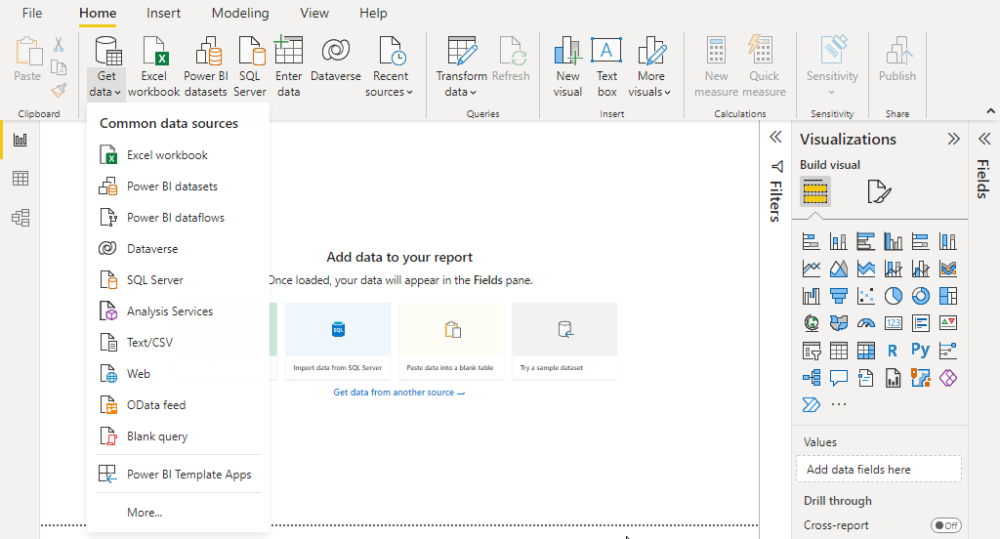 File Home Insert Modeling View Help
Paste
Get data
Excel workbook
Power BI datasets
SQL Server
Enter data
Dataverse
Recent sources
Transform data
Refresh
New visual
Text box
More visuals
New measure
Quick measure
Sensitivity
Publish
Clipboard
Queries
Insert
Calculations
Sensitivity
Share
Common data sources
Excel workbook
Power BI datasets
Power BI dataflows
Dataverse
SQL Server
Analysis Services
Text/CSV
Web
OData feed
Blank query
Power BI Template Apps
More...
Add data to your report
Once loaded, your data will appear in the Fields pane.
SQL
Import data from SQL Server
Paste data into a blank table
Try a sample dataset
Get data from another source →
Filters
Visualizations
Build visual
123
R
Py
Values
Add data fields here
Drill through
Cross-report
Off
Fields